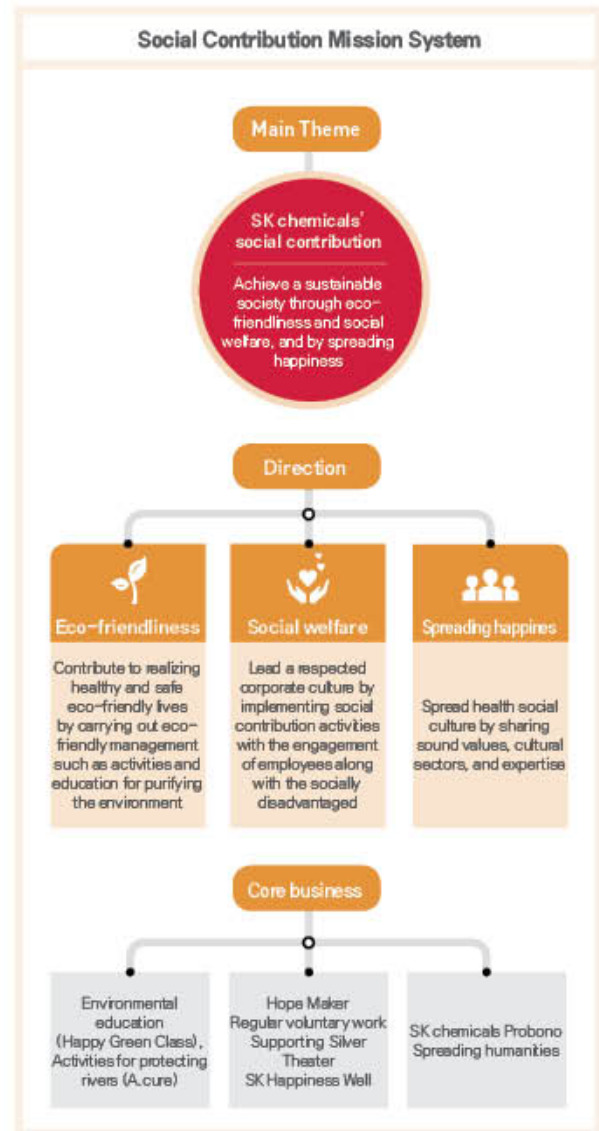 Social Contribution Mission System
Main Theme
SK chemicals'
social contribution
Achieve a sustainable
society through eco-
friendliness and social
welfare, and by spreading
happiness
Direction
Eco-friendliness
Contribute to realizing
healthy and safe
eco-friendly lives
by carrying out eco-
friendly management
such as activities and
education for purifying
the environment
Social welfare
Lead a respected
corporate culture by
implementing social
contribution activities
with the engagement
of employees along
with the socially
disadvantaged
Spreading happines
Spread health social
culture by sharing
sound values, cultural
sectors, and expertise
Core business
Environmental
education
(Happy Green Class),
Activities for protecting
rivers (A.cure)
Hope Maker
Regular voluntary work
Supporting Silver
Theater
SK Happiness Well
SK chemicals Probono
Spreading humanities